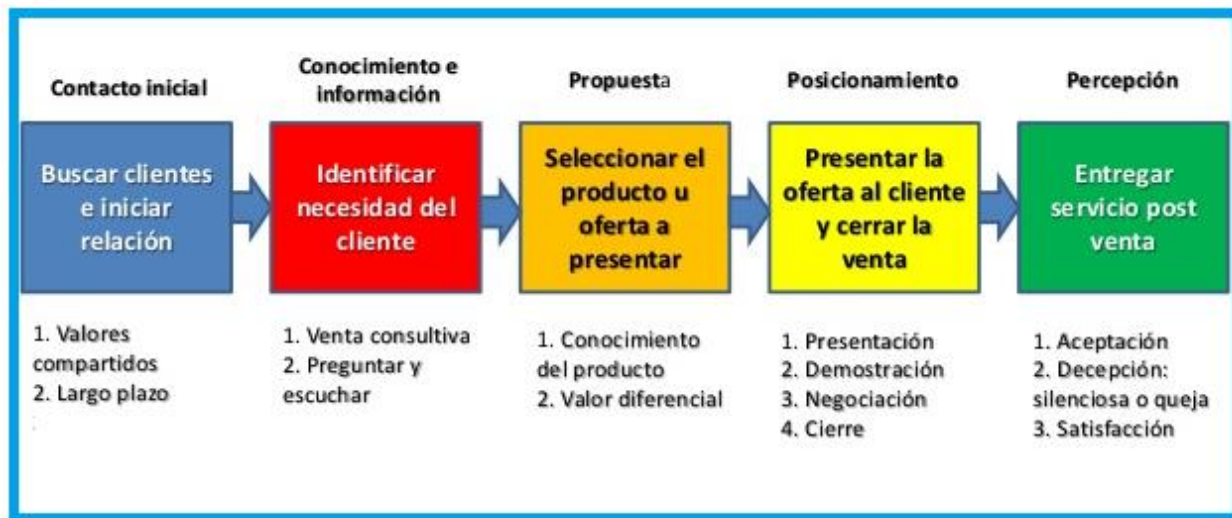 Contacto inicial
Buscar clientes
e iniciar
relación
1. Valores
compartidos
2. Largo plazo
Conocimiento e
información
Identificar
necesidad del
cliente
1. Venta consultiva
2. Preguntar y
escuchar
Propuesta
Seleccionar el
producto u
oferta a
presentar
1. Conocimiento
del producto
2. Valor diferencial
Posicionamiento
Presentar la
oferta al cliente
y cerrar la
venta
1. Presentación
2. Demostración
3. Negociación
4. Cierre
Percepción
Entregar
servicio post
venta
1. Aceptación
2. Decepción:
silenciosa o queja
3. Satisfacción